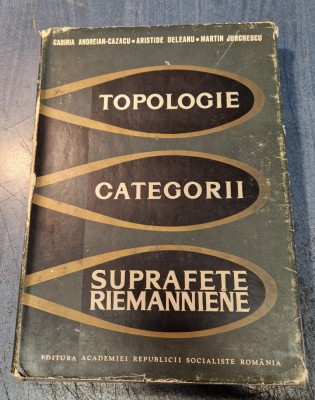 CABIRIA ANDREIAN-CAZACU • ARISTIDE DELEANU • MARTIN JURCHESCU
TOPOLOGIE
CATEGORII
SUPRAFEȚE
RIEMANNIENE
EDITURA ACADEMIEI REPUBLICII SOCIALISTE ROMÂNIA